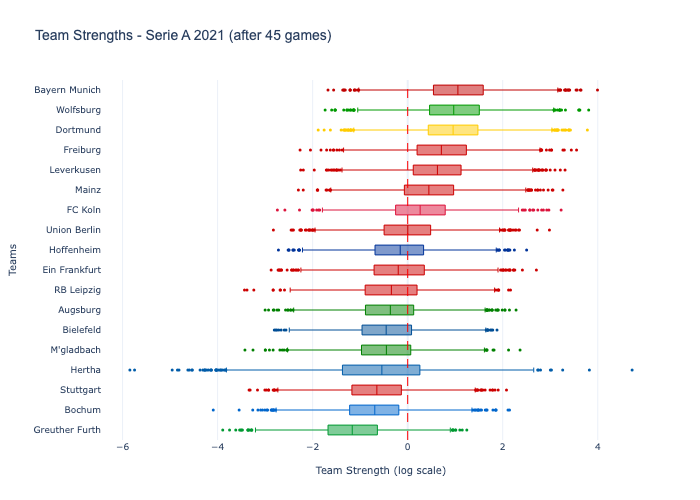 Team Strengths - Serie A 2021 (after 45 games)
Bayern Munich
Wolfsburg
Dortmund
Freiburg
Leverkusen
Mainz
FC Koln
Union Berlin
Hoffenheim
Ein Frankfurt
RB Leipzig
Augsburg
Bielefeld
M'gladbach
Hertha
Stuttgart
Bochum
Greuther Furth
Teams
−6 −4 −2 0 2 4
Team Strength (log scale)